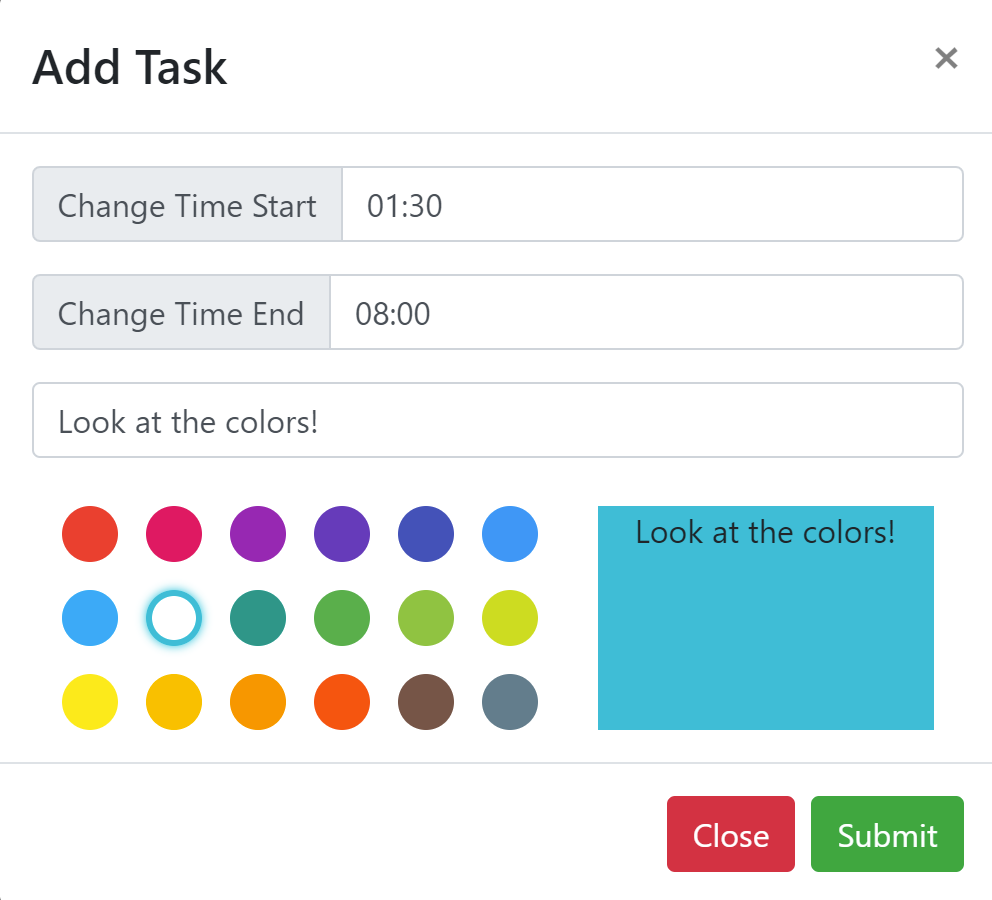 Add Task
Change Time Start 01:30
Change Time End 08:00
Look at the colors!
Look at the colors!
Close Submit